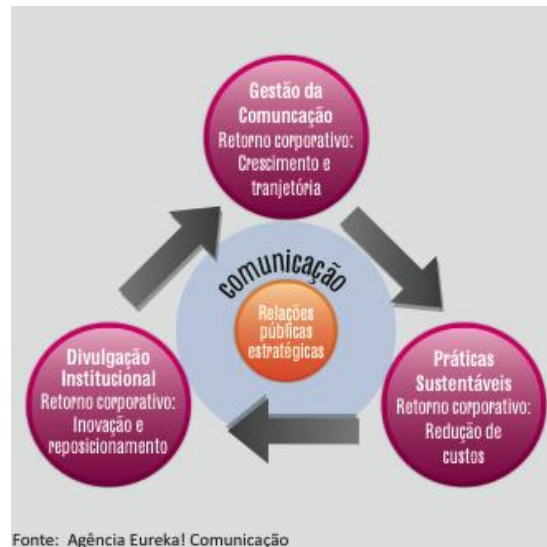 Gestão da
Comuncação
Retorno corporativo:
Crescimento e
tranjetória
comunicação
Relações
públicas
estratégicas
Divulgação
Institucional
Retorno corporativo:
Inovação e
reposicionamento
Práticas
Sustentáveis
Retorno corporativo:
Redução de
custos
Fonte: Agência Eureka! Comunicação